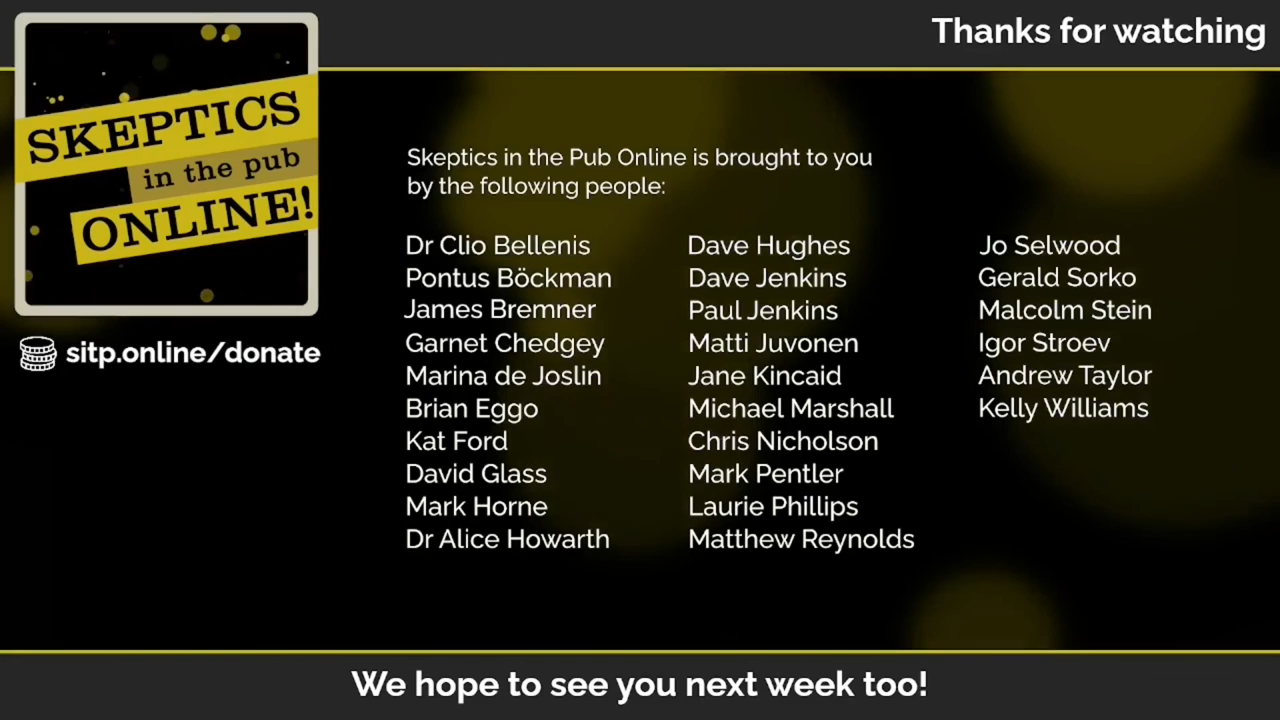 Thanks for watching
SKEPTICS
in the pub
ONLINE!
sitp.online/donate
Skeptics in the Pub Online is brought to you
by the following people:
Dr Clio Bellenis
Pontus Böckman
James Bremner
Garnet Chedgey
Marina de Joslin
Brian Eggo
Kat Ford
David Glass
Mark Horne
Dr Alice Howarth
Dave Hughes
Dave Jenkins
Paul Jenkins
Matti Juvonen
Jane Kincaid
Michael Marshall
Chris Nicholson
Mark Pentler
Laurie Phillips
Matthew Reynolds
Jo Selwood
Gerald Sorko
Malcolm Stein
Igor Stroev
Andrew Taylor
Kelly Williams
We hope to see you next week too!